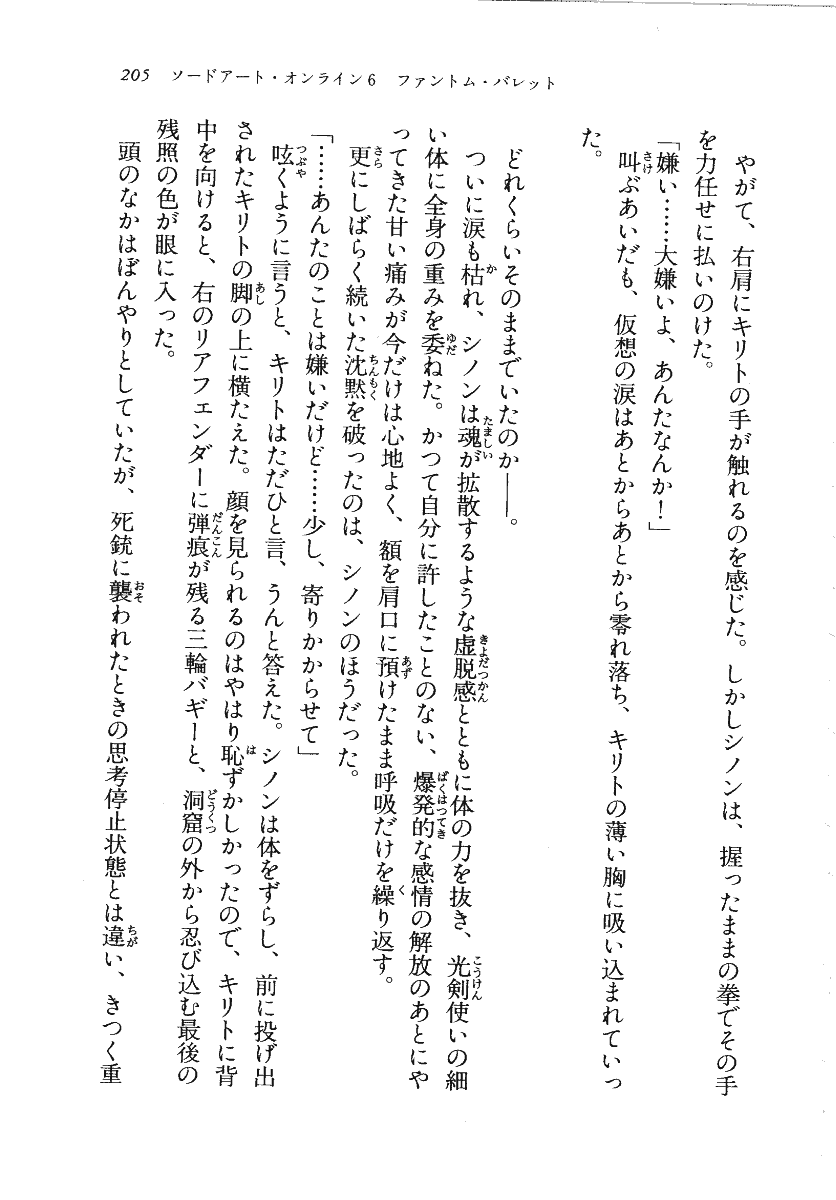 205　ソードアート・オンライン6　ファントム・バレット
　やがて、右肩にキリトの手が触れるのを感じた。しかしシノンは、握ったままの拳でその手
を力任せに払いのけた。
「嫌い……大嫌いよ、あんたなんか！」
　叫ぶあいだも、仮想の涙はあとからあとから零れ落ち、キリトの薄い胸に吸い込まれていっ
た。
　どれくらいそのままでいたのか――。
　ついに涙も枯れ、シノンは魂が拡散するような虚脱感とともに体の力を抜き、光剣使いの細
い体に全身の重みを委ねた。かつて自分に許したことのない、爆発的な感情の解放のあとにや
ってきた甘い痛みが今だけは心地よく、額を肩口に預けたまま呼吸だけを繰り返す。
　更にしばらく続いた沈黙を破ったのは、シノンのほうだった。
「……あんたのことは嫌いだけど……少し、寄りかからせて」
　呟くように言うと、キリトはただひと言、うんと答えた。シノンは体をずらし、前に投げ出
されたキリトの脚の上に横たえた。顔を見られるのはやはり恥ずかしかったので、キリトに背
中を向けると、右のリアフェンダーに弾痕が残る三輪バギーと、洞窟の外から忍び込む最後の
残照の色が眼に入った。
　頭のなかはぼんやりとしていたが、死銃に襲われたときの思考停止状態とは違い、きつく重